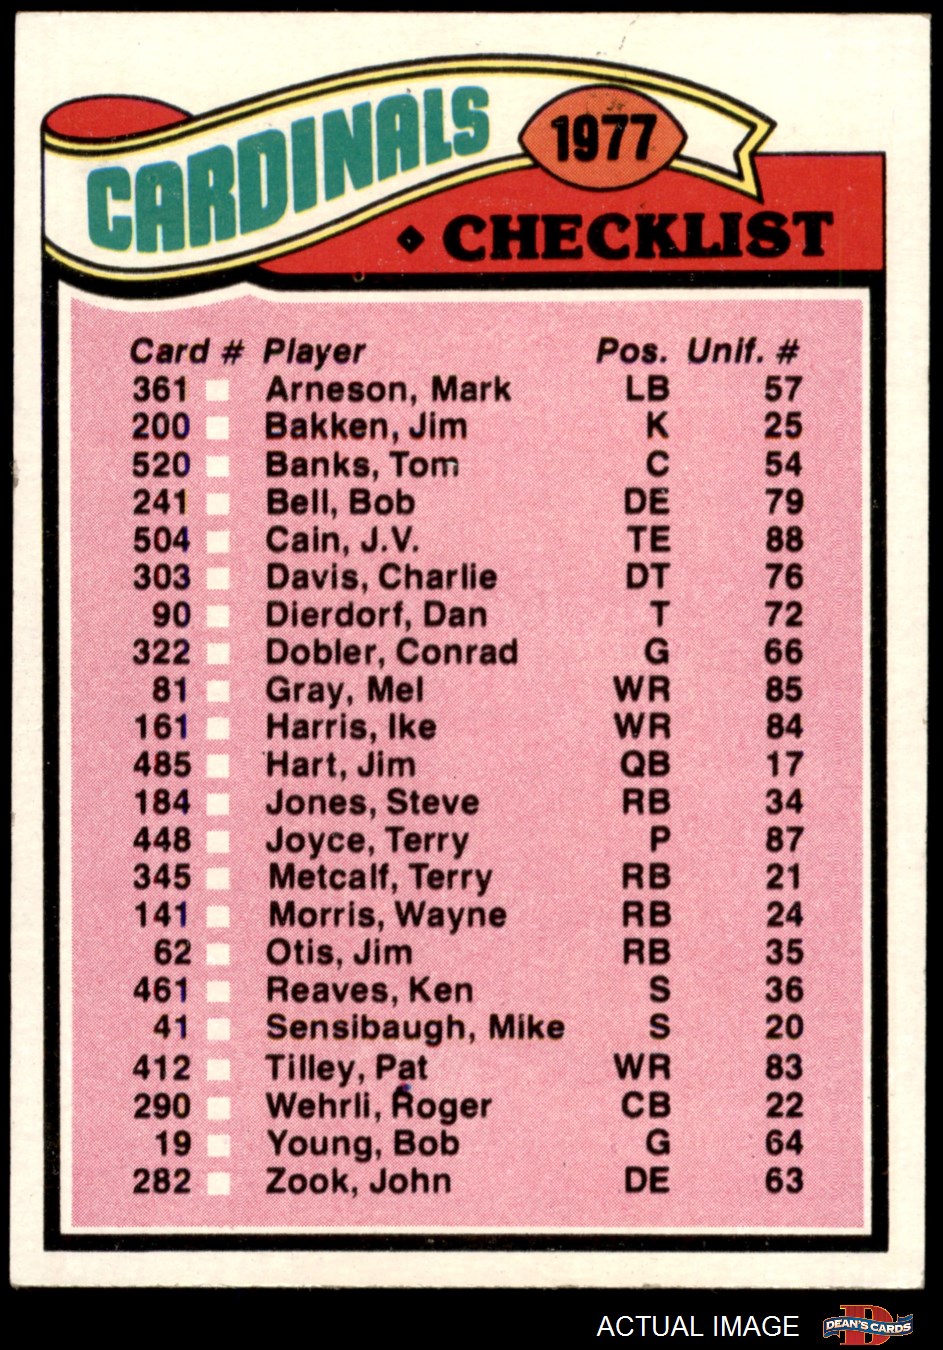 CARDINALS
1977
CHECKLIST
Card # Player Pos. Unif. #
361 Arneson, Mark LB 57
200 Bakken, Jim K 25
520 Banks, Tom C 54
241 Bell, Bob DE 79
504 Cain, J.V. TE 88
303 Davis, Charlie DT 76
90 Dierdorf, Dan T 72
322 Dobler, Conrad G 66
81 Gray, Mel WR 85
161 Harris, Ike WR 84
485 Hart, Jim QB 17
184 Jones, Steve RB 34
448 Joyce, Terry P 87
345 Metcalf, Terry RB 21
141 Morris, Wayne RB 24
62 Otis, Jim RB 35
461 Reaves, Ken S 36
41 Sensibaugh, Mike S 20
412 Tilley, Pat WR 83
290 Wehrli, Roger CB 22
19 Young, Bob G 64
282 Zook, John DE 63
ACTUAL IMAGE
D
DEAN'S CARDS